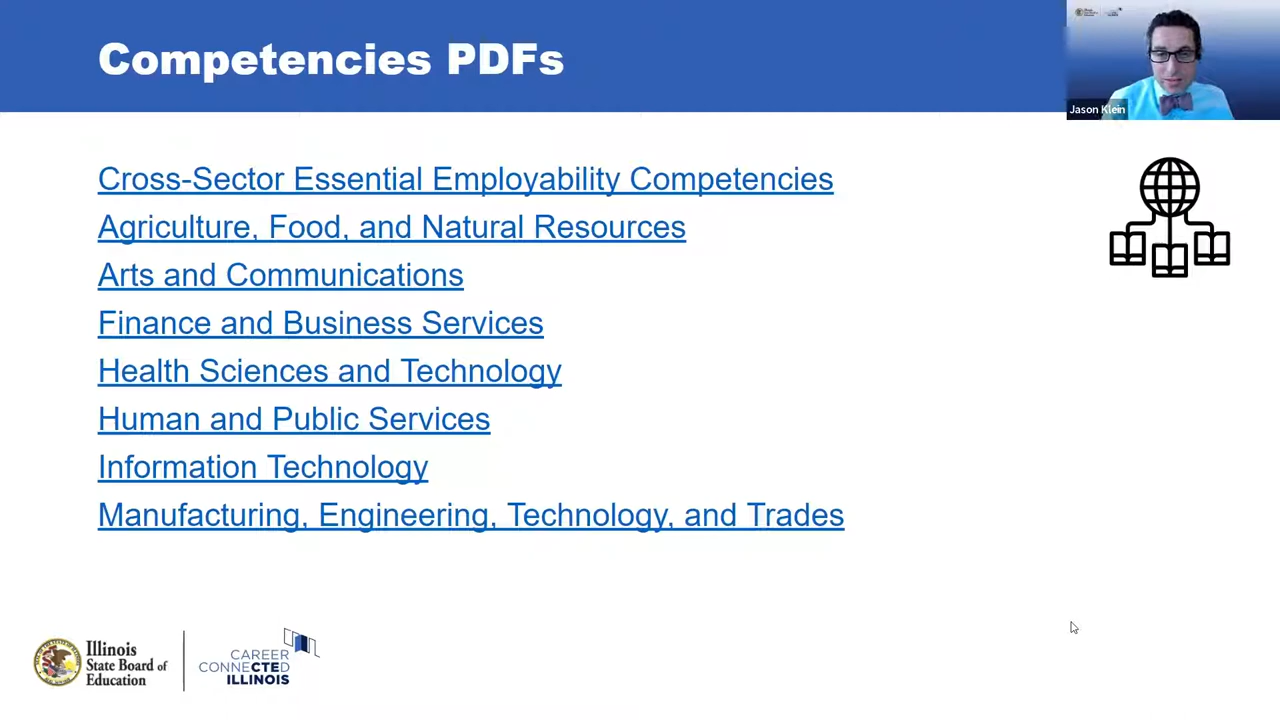 Competencies PDFs
Jason Klein
Cross-Sector Essential Employability Competencies
Agriculture, Food, and Natural Resources
Arts and Communications
Finance and Business Services
Health Sciences and Technology
Human and Public Services
Information Technology
Manufacturing, Engineering, Technology, and Trades
Illinois
State Board of
Education
CAREER
CONNECTED
ILLINOIS